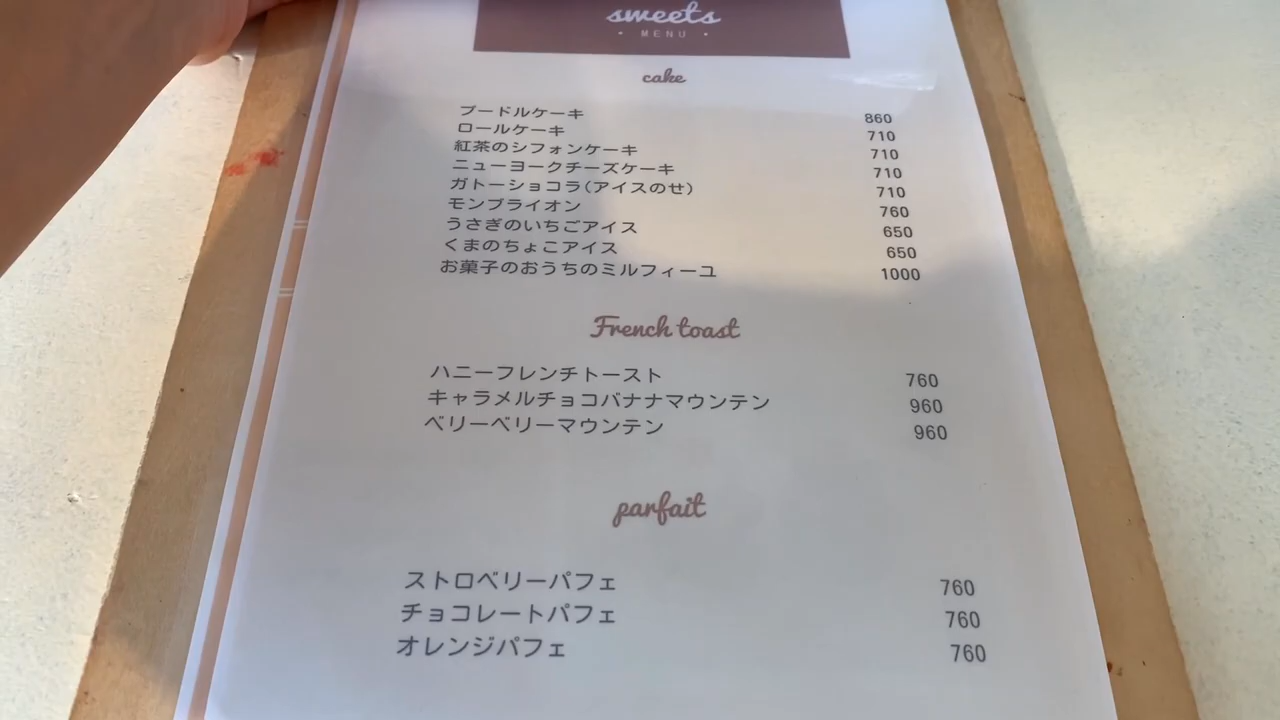 sweets
• MENU •
cake
プードルケーキ 860
ロールケーキ 710
紅茶のシフォンケーキ 710
ニューヨークチーズケーキ 710
ガトーショコラ(アイスのせ) 710
モンブライオン 760
うさぎのいちごアイス 650
くまのちょこアイス 650
お菓子のおうちのミルフィーユ 1000
French toast
ハニーフレンチトースト 760
キャラメルチョコバナナマウンテン 960
ベリーベリーマウンテン 960
parfait
ストロベリーパフェ 760
チョコレートパフェ 760
オレンジパフェ 760